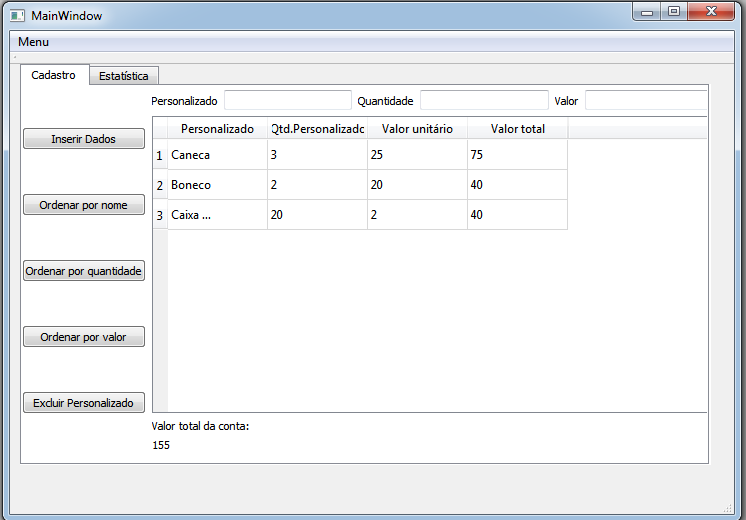 MainWindow
Menu
Cadastro Estatística
Personalizado Quantidade Valor
Inserir Dados
Ordenar por nome
Ordenar por quantidade
Ordenar por valor
Excluir Personalizado
Personalizado Qtd.Personalizado Valor unitário Valor total
1 Caneca 3 25 75
2 Boneco 2 20 40
3 Caixa ... 20 2 40
Valor total da conta:
155